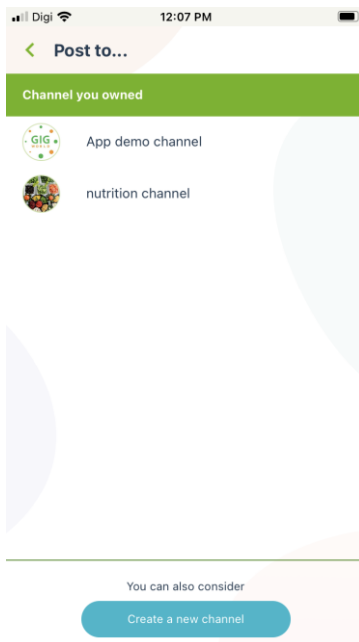 Digi 12:07 PM
Post to...
Channel you owned
GIG
WORLD
App demo channel
nutrition channel
You can also consider
Create a new channel